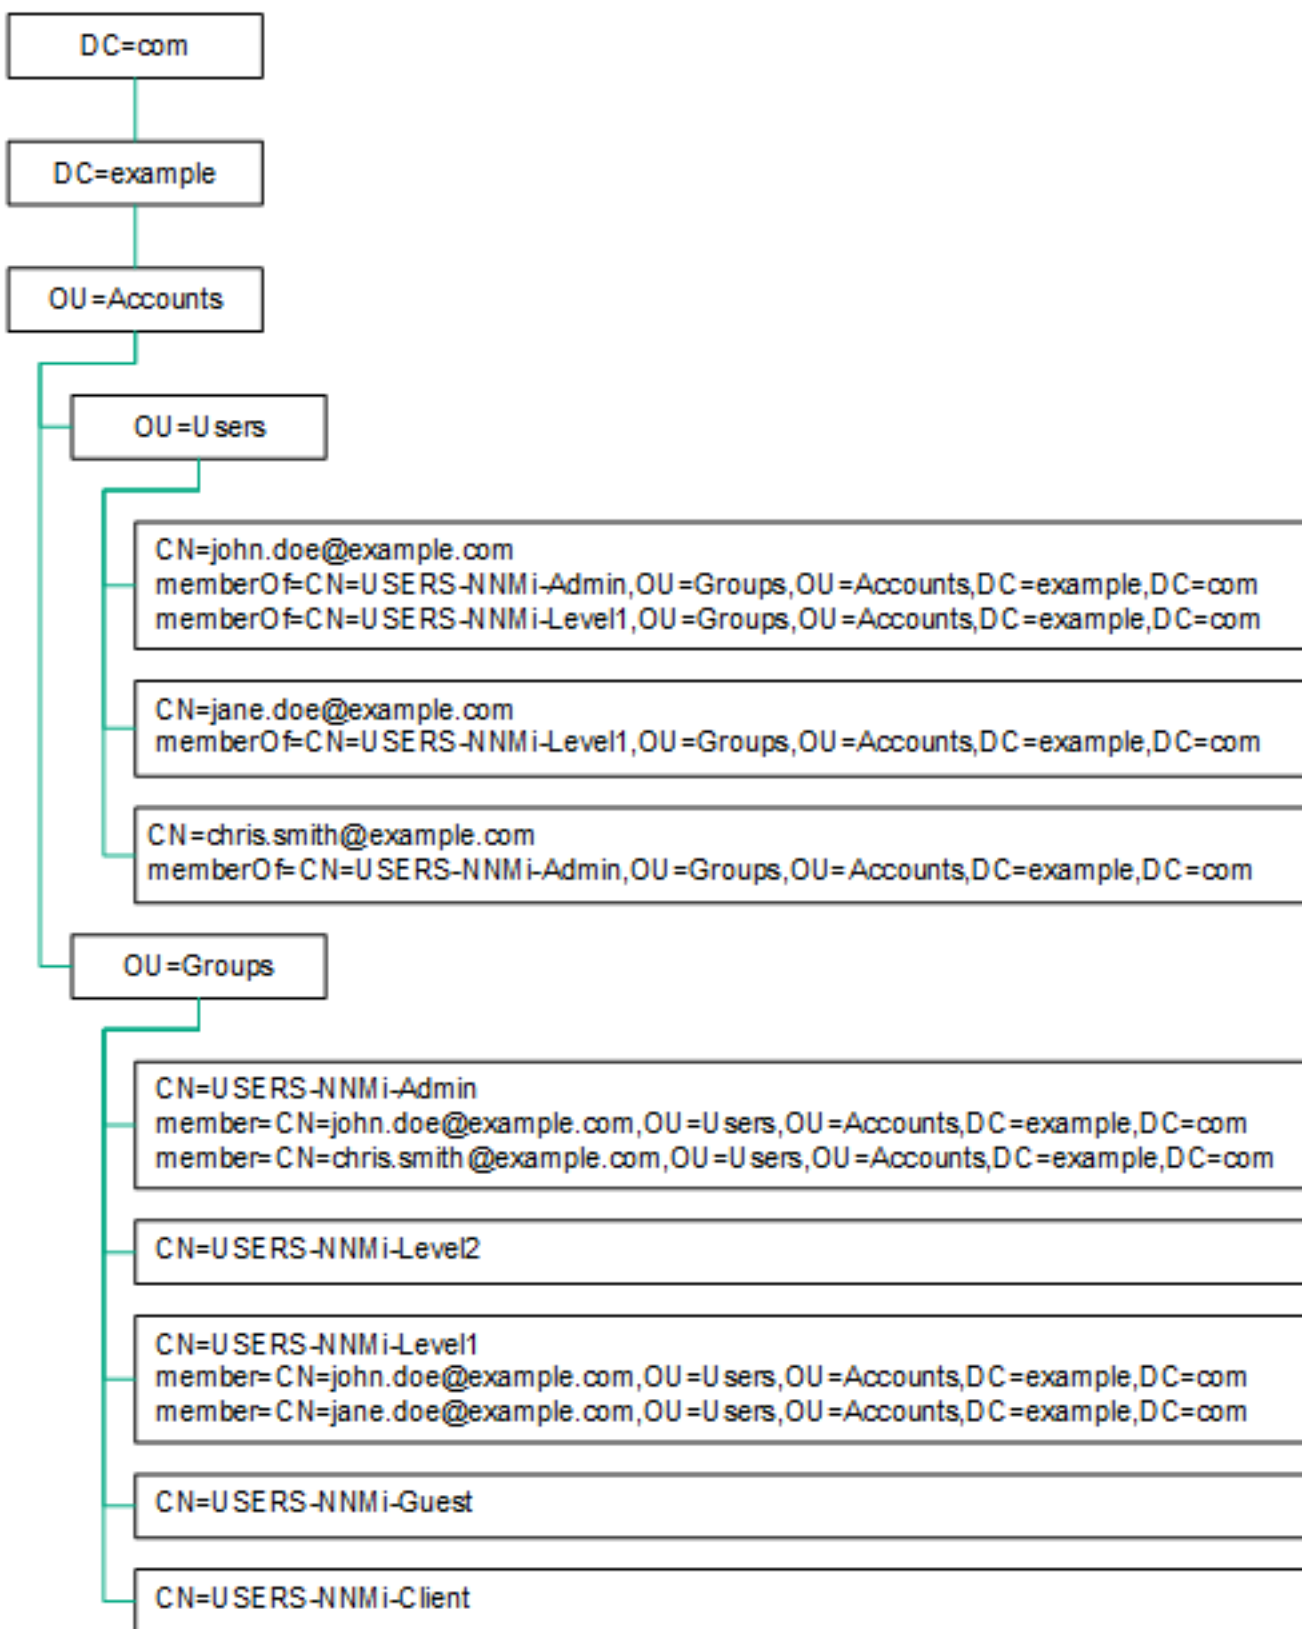 DC=com
DC=example
OU=Accounts
OU=Users
CN=john.doe@example.com
memberOf=CN=USERS-NNMi-Admin,OU=Groups,OU=Accounts,DC=example,DC=com
memberOf=CN=USERS-NNMi-Level1,OU=Groups,OU=Accounts,DC=example,DC=com
CN=jane.doe@example.com
memberOf=CN=USERS-NNMi-Level1,OU=Groups,OU=Accounts,DC=example,DC=com
CN=chris.smith@example.com
memberOf=CN=USERS-NNMi-Admin,OU=Groups,OU=Accounts,DC=example,DC=com
OU=Groups
CN=USERS-NNMi-Admin
member=CN=john.doe@example.com,OU=Users,OU=Accounts,DC=example,DC=com
member=CN=chris.smith@example.com,OU=Users,OU=Accounts,DC=example,DC=com
CN=USERS-NNMi-Level2
CN=USERS-NNMi-Level1
member=CN=john.doe@example.com,OU=Users,OU=Accounts,DC=example,DC=com
member=CN=jane.doe@example.com,OU=Users,OU=Accounts,DC=example,DC=com
CN=USERS-NNMi-Guest
CN=USERS-NNMi-Client